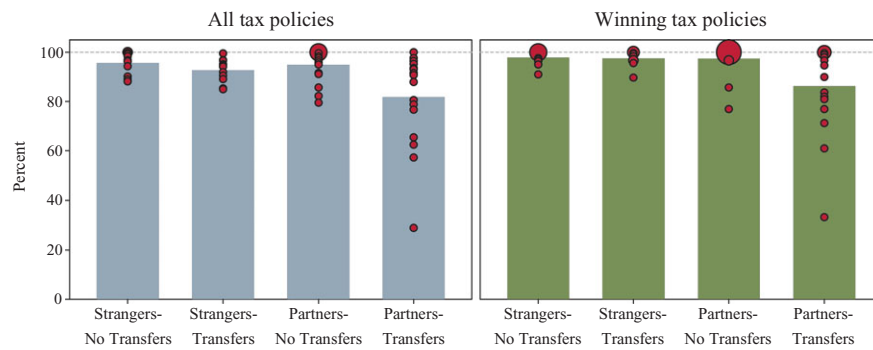 All tax policies
Winning tax policies
Percent
100
80
60
40
20
0
Strangers-
No Transfers
Strangers-
Transfers
Partners-
No Transfers
Partners-
Transfers
Strangers-
No Transfers
Strangers-
Transfers
Partners-
No Transfers
Partners-
Transfers